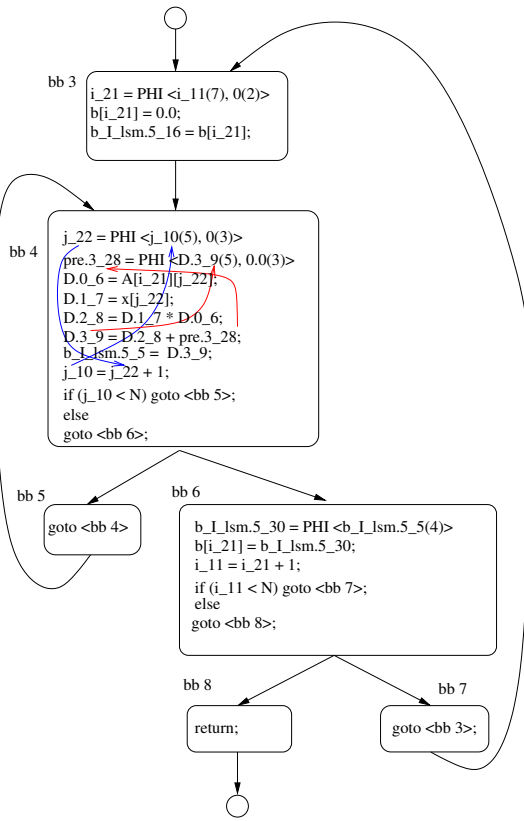 bb 3
i_21 = PHI <i_11(7), 0(2)>
b[i_21] = 0.0;
b_I_lsm.5_16 = b[i_21];
bb 4
j_22 = PHI <j_10(5), 0(3)>
pre.3_28 = PHI <D.3_9(5), 0.0(3)>
D.0_6 = A[i_21][j_22];
D.1_7 = x[j_22];
D.2_8 = D.1_7 * D.0_6;
D.3_9 = D.2_8 + pre.3_28;
b_I_lsm.5_5 = D.3_9;
j_10 = j_22 + 1;
if (j_10 < N) goto <bb 5>;
else
goto <bb 6>;
bb 5
goto <bb 4>
bb 6
b_I_lsm.5_30 = PHI <b_I_lsm.5_5(4)>
b[i_21] = b_I_lsm.5_30;
i_11 = i_21 + 1;
if (i_11 < N) goto <bb 7>;
else
goto <bb 8>;
bb 8
return;
bb 7
goto <bb 3>;